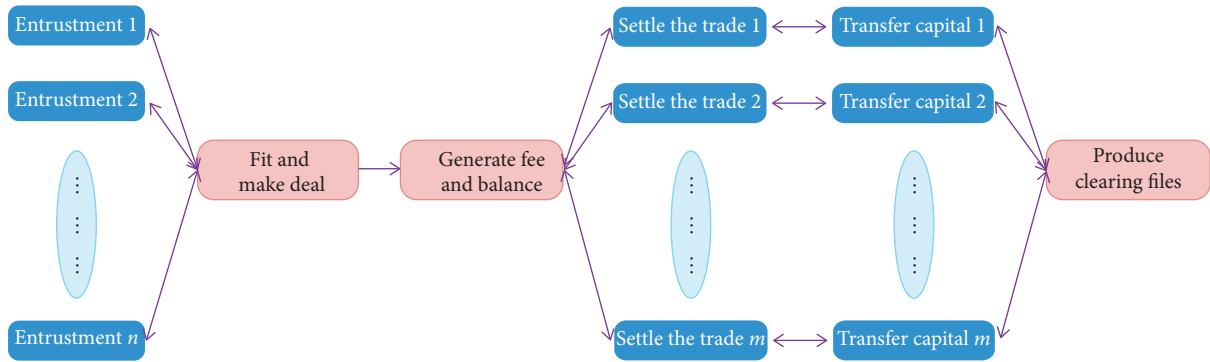 Entrustment 1
Entrustment 2
⋮
⋮
⋮
Entrustment n
Fit and
make deal
Generate fee
and balance
Settle the trade 1
Settle the trade 2
⋮
⋮
⋮
Settle the trade m
Transfer capital 1
Transfer capital 2
⋮
⋮
⋮
Transfer capital m
Produce
clearing files